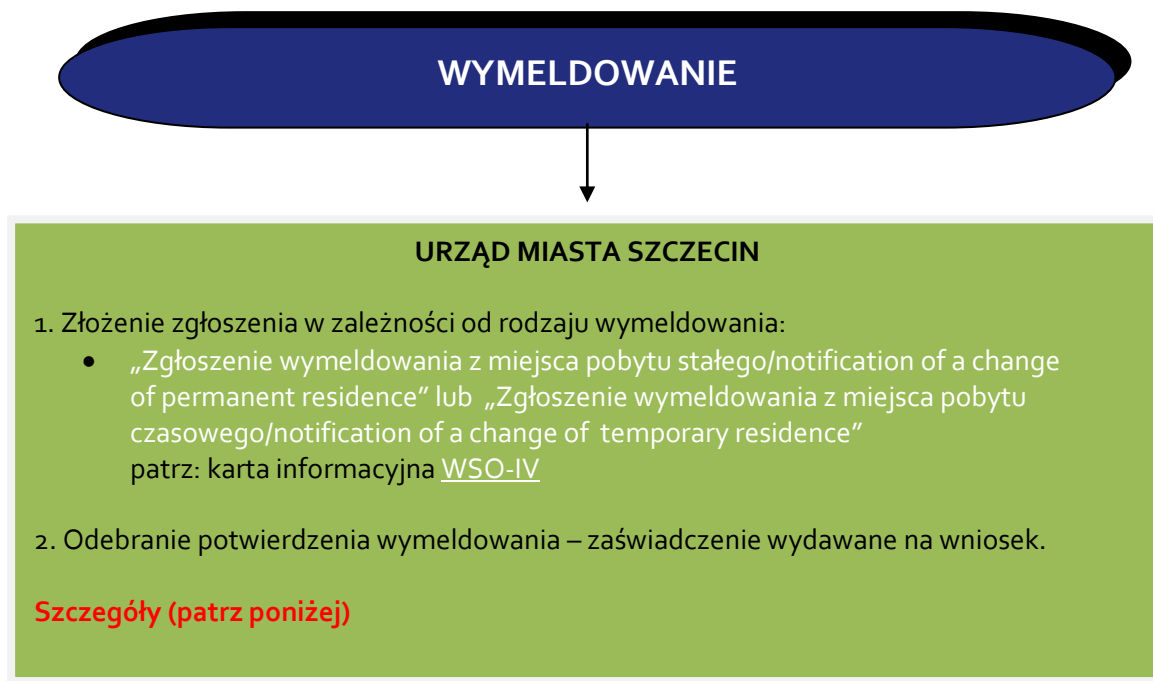 WYMELDOWANIE
URZĄD MIASTA SZCZECIN
1. Złożenie zgłoszenia w zależności od rodzaju wymeldowania:
• „Zgłoszenie wymeldowania z miejsca pobytu stałego/notification of a change
of permanent residence” lub „Zgłoszenie wymeldowania z miejsca pobytu
czasowego/notification of a change of temporary residence”
patrz: karta informacyjna WSO-IV
2. Odebranie potwierdzenia wymeldowania – zaświadczenie wydawane na wniosek.
Szczegóły (patrz poniżej)